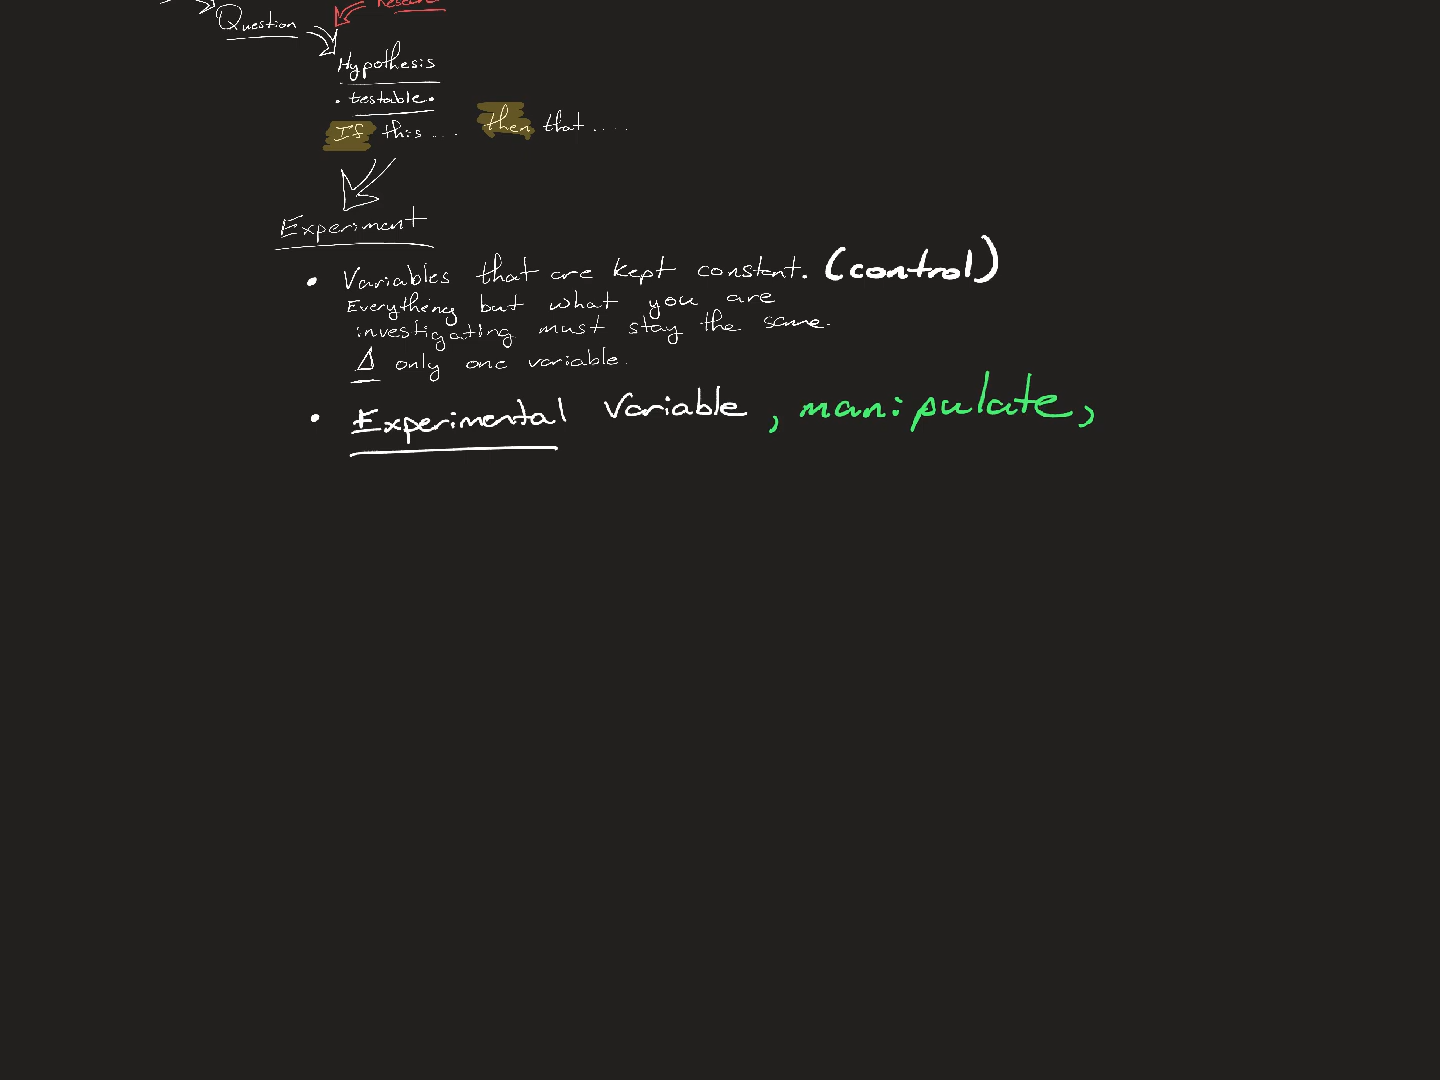 Question
Hypothesis
• testable •
If this ... then that ....
Experiment
• Variables that are kept constant. (control)
Everything but what you are
investigating must stay the same.
Δ only one variable.
• Experimental Variable, manipulate,